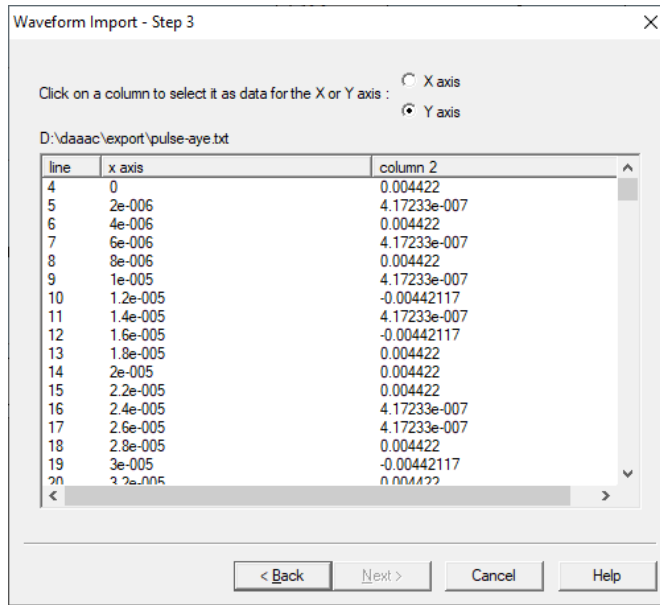 Waveform Import - Step 3
Click on a column to select it as data for the X or Y axis :
X axis
Y axis
D:\daaac\export\pulse-aye.txt
line x axis column 2
4 0 0.004422
5 2e-006 4.17233e-007
6 4e-006 0.004422
7 6e-006 4.17233e-007
8 8e-006 0.004422
9 1e-005 4.17233e-007
10 1.2e-005 -0.00442117
11 1.4e-005 4.17233e-007
12 1.6e-005 -0.00442117
13 1.8e-005 0.004422
14 2e-005 0.004422
15 2.2e-005 0.004422
16 2.4e-005 4.17233e-007
17 2.6e-005 4.17233e-007
18 2.8e-005 0.004422
19 3e-005 -0.00442117
20 3.2e-005 0.004422
< Back
Next >
Cancel
Help